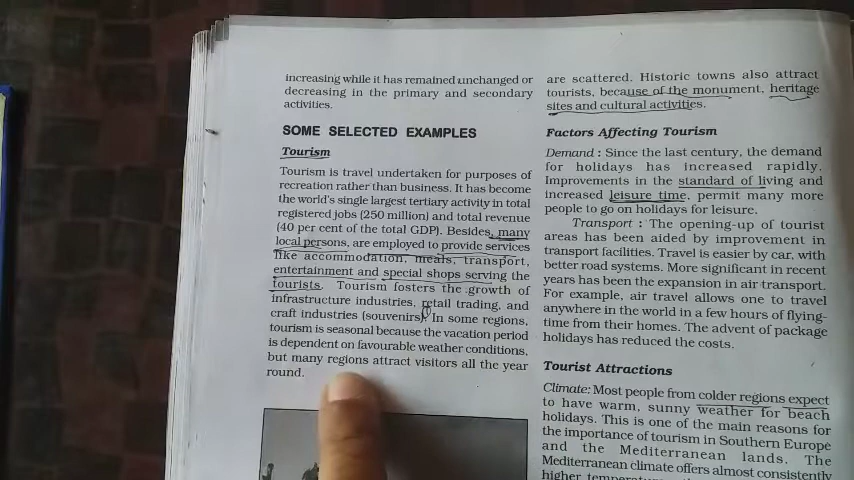 increasing while it has remained unchanged or
decreasing in the primary and secondary
activities.
SOME SELECTED EXAMPLES
Tourism
Tourism is travel undertaken for purposes of
recreation rather than business. It has become
the world's single largest tertiary activity in total
registered jobs (250 million) and total revenue
(40 per cent of the total GDP). Besides, many
local persons, are employed to provide services
like accommodation, meals, transport,
entertainment and special shops serving the
tourists. Tourism fosters the growth of
infrastructure industries, retail trading, and
craft industries (souvenirs). In some regions,
tourism is seasonal because the vacation period
is dependent on favourable weather conditions,
but many regions attract visitors all the year
round.
are scattered. Historic towns also attract
tourists, because of the monument, heritage
sites and cultural activities.
Factors Affecting Tourism
Demand : Since the last century, the demand
for holidays has increased rapidly.
Improvements in the standard of living and
increased leisure time, permit many more
people to go on holidays for leisure.
Transport : The opening-up of tourist
areas has been aided by improvement in
transport facilities. Travel is easier by car, with
better road systems. More significant in recent
years has been the expansion in air transport.
For example, air travel allows one to travel
anywhere in the world in a few hours of flying-
time from their homes. The advent of package
holidays has reduced the costs.
Tourist Attractions
Climate: Most people from colder regions expect
to have warm, sunny weather for beach
holidays. This is one of the main reasons for
the importance of tourism in Southern Europe
and the Mediterranean lands. The
Mediterranean climate offers almost consistently
higher